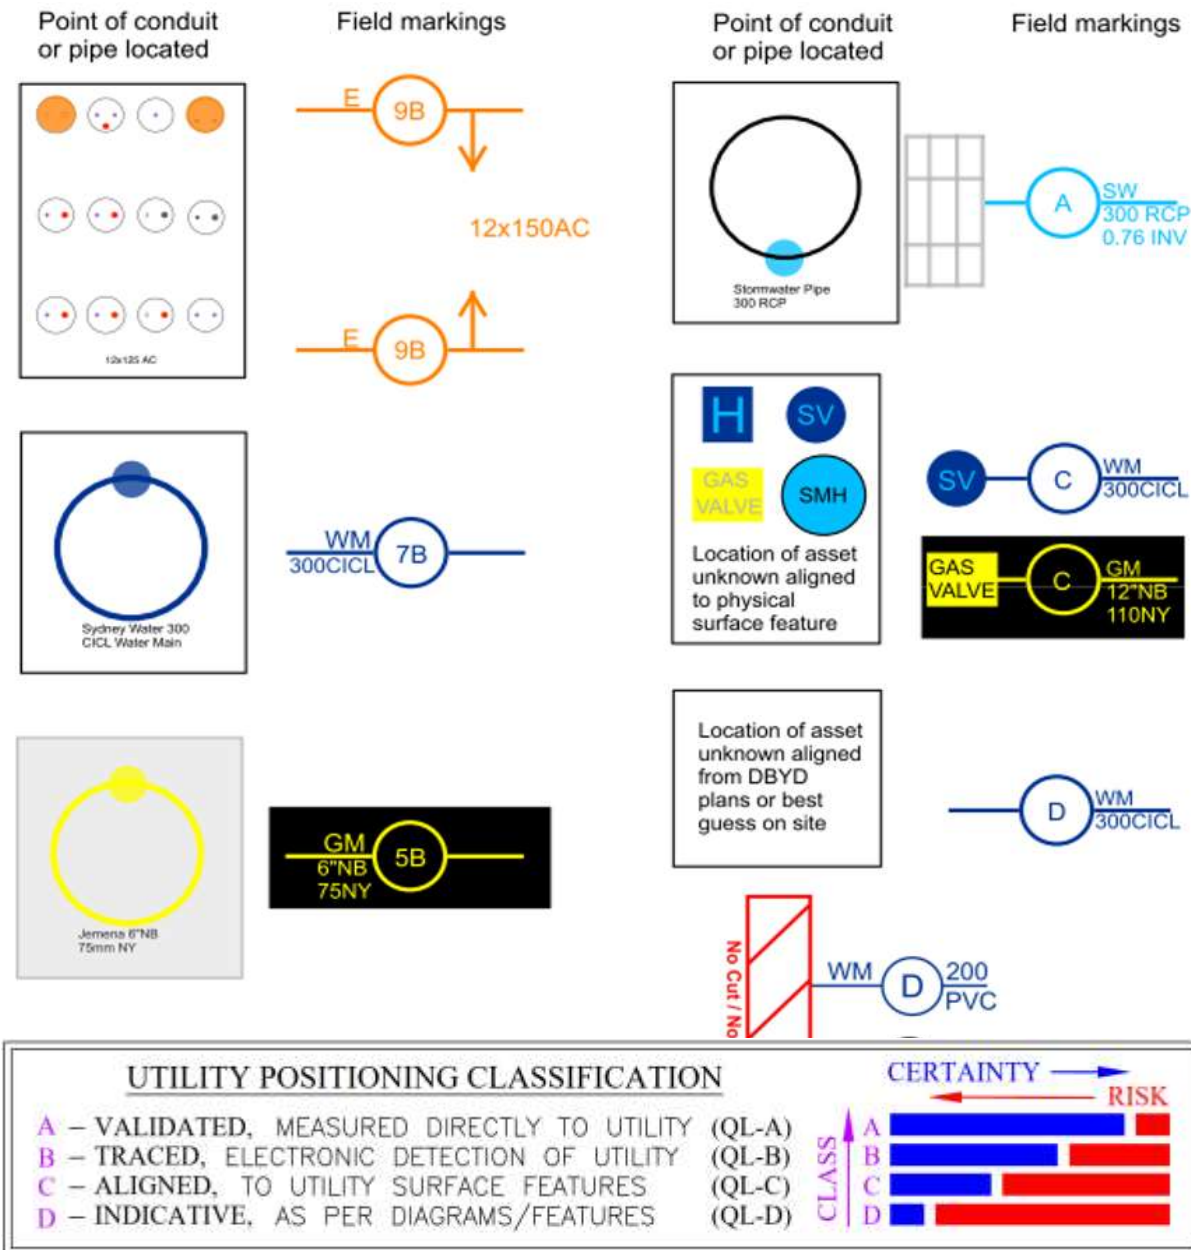 Point of conduit
or pipe located
Field markings
E
9B
12x150AC
E
9B
12x125 AC
WM
300CICL
7B
Sydney Water 300
CICL Water Main
GM
6"NB
75NY
5B
Jemena 6"NB
75mm NY
Point of conduit
or pipe located
Field markings
Stormwater Pipe
300 RCP
A
SW
300 RCP
0.76 INV
H
SV
GAS
VALVE
SMH
Location of asset
unknown aligned
to physical
surface feature
SV
C
WM
300CICL
GAS
VALVE
C
GM
12"NB
110NY
Location of asset
unknown aligned
from DBYD
plans or best
guess on site
D
WM
300CICL
No Cut / No
WM
D
200
PVC
UTILITY POSITIONING CLASSIFICATION
A – VALIDATED, MEASURED DIRECTLY TO UTILITY (QL-A)
B – TRACED, ELECTRONIC DETECTION OF UTILITY (QL-B)
C – ALIGNED, TO UTILITY SURFACE FEATURES (QL-C)
D – INDICATIVE, AS PER DIAGRAMS/FEATURES (QL-D)
CERTAINTY
RISK
CLASS
A
B
C
D